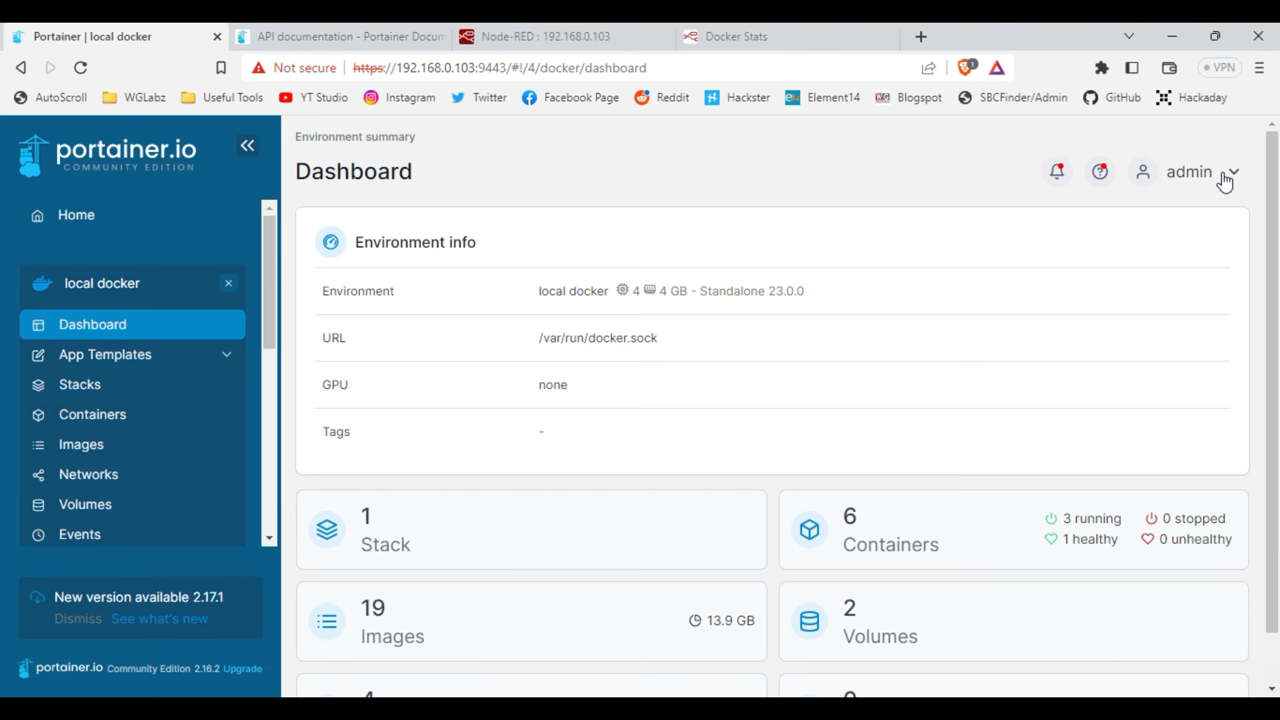 Portainer | local docker
API documentation - Portainer Docum
Node-RED : 192.168.0.103
Docker Stats
Not secure https://192.168.0.103:9443/#!/4/docker/dashboard
1
VPN
AutoScroll WGLabz Useful Tools YT Studio Instagram Twitter Facebook Page Reddit Hackster Element14 Blogspot SBCFinder/Admin GitHub Hackaday
portainer.io
COMMUNITY EDITION
Home
local docker
Dashboard
App Templates
Stacks
Containers
Images
Networks
Volumes
Events
New version available 2.17.1
Dismiss See what's new
portainer.io Community Edition 2.16.2 Upgrade
Environment summary
Dashboard
admin
Environment info
Environment local docker 4 4 GB - Standalone 23.0.0
URL /var/run/docker.sock
GPU none
Tags -
1
Stack
6
Containers
3 running 0 stopped
1 healthy 0 unhealthy
19
Images
13.9 GB
2
Volumes